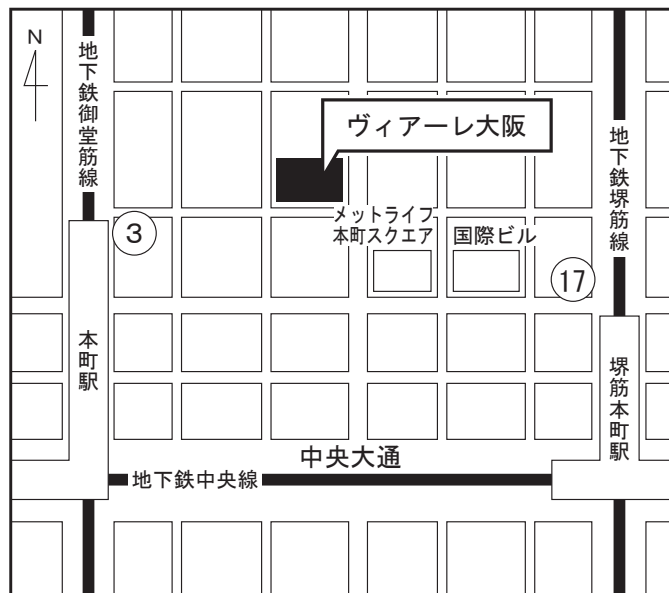 N
地下鉄御堂筋線
ヴィアーレ大阪
地下鉄堺筋線
メットライフ
本町スクエア
国際ビル
3
17
本町駅
堺筋本町駅
中央大通
地下鉄中央線